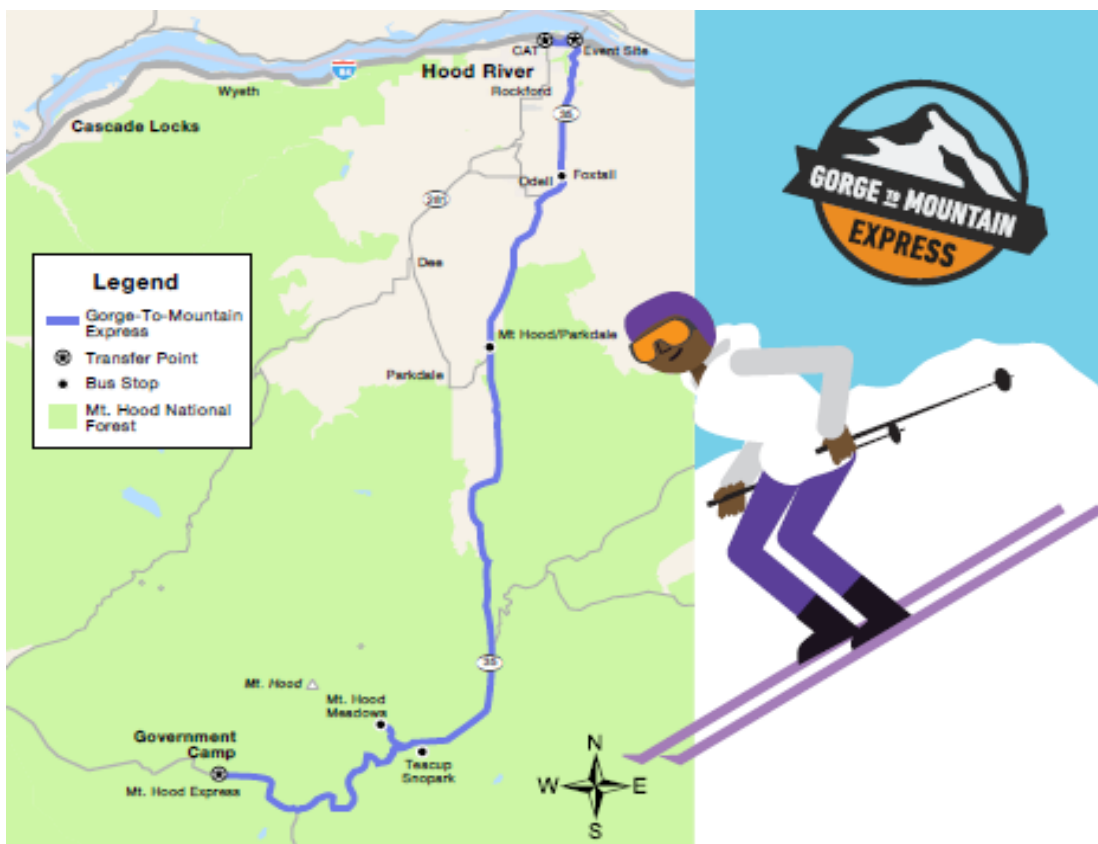 CAT
Event Site
Hood River
84
Wyeth
Rockford
Cascade Locks
35
Odell
Foxtail
281
Dee
Legend
Gorge-To-Mountain
Express
Transfer Point
Bus Stop
Mt. Hood National
Forest
Mt Hood/Parkdale
Parkdale
35
Mt. Hood
Mt. Hood
Meadows
Government
Camp
Teacup
Snopark
Mt. Hood Express
N
W
E
S
GORGE TO MOUNTAIN
EXPRESS